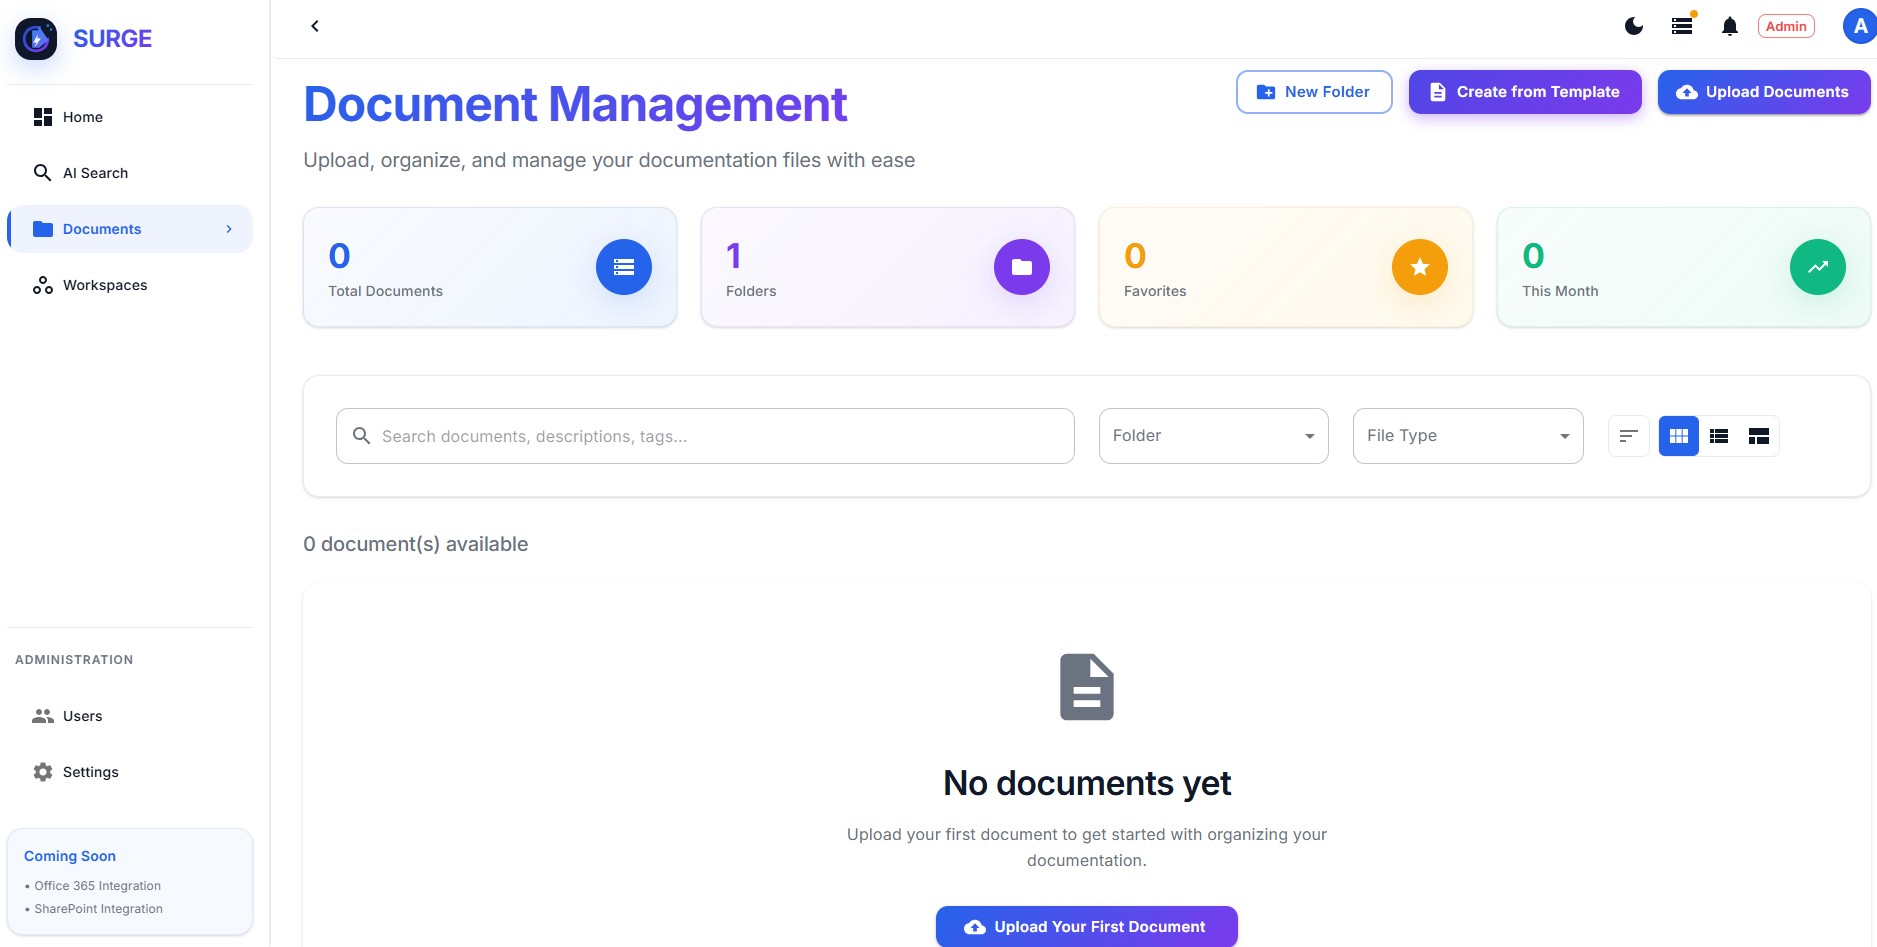 SURGE
Home
AI Search
Documents
Workspaces
ADMINISTRATION
Users
Settings
Coming Soon
• Office 365 Integration
• SharePoint Integration
Admin
A
Document Management
Upload, organize, and manage your documentation files with ease
New Folder
Create from Template
Upload Documents
0
Total Documents
1
Folders
0
Favorites
0
This Month
Search documents, descriptions, tags...
Folder
File Type
0 document(s) available
No documents yet
Upload your first document to get started with organizing your
documentation.
Upload Your First Document